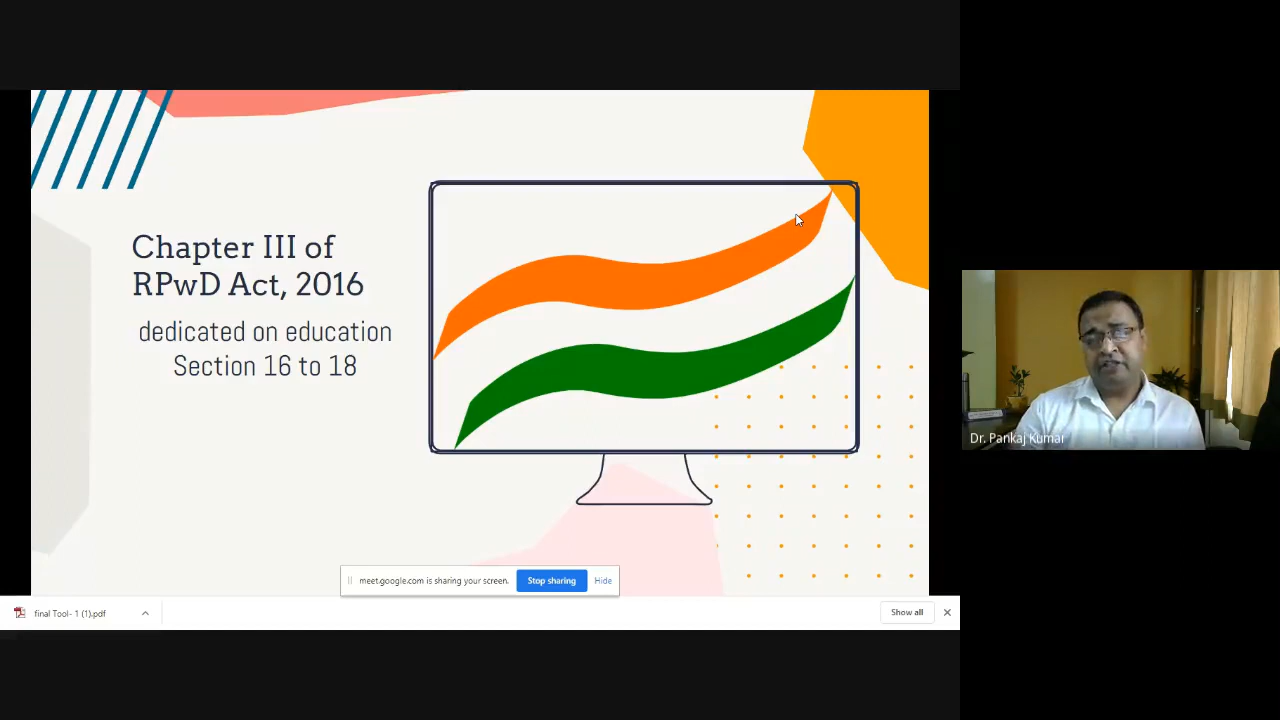 Chapter III of
RPwD Act, 2016
dedicated on education
Section 16 to 18
Dr. Pankaj Kumar
meet.google.com is sharing your screen.
Stop sharing
Hide
final Tool- 1 (1).pdf
Show all